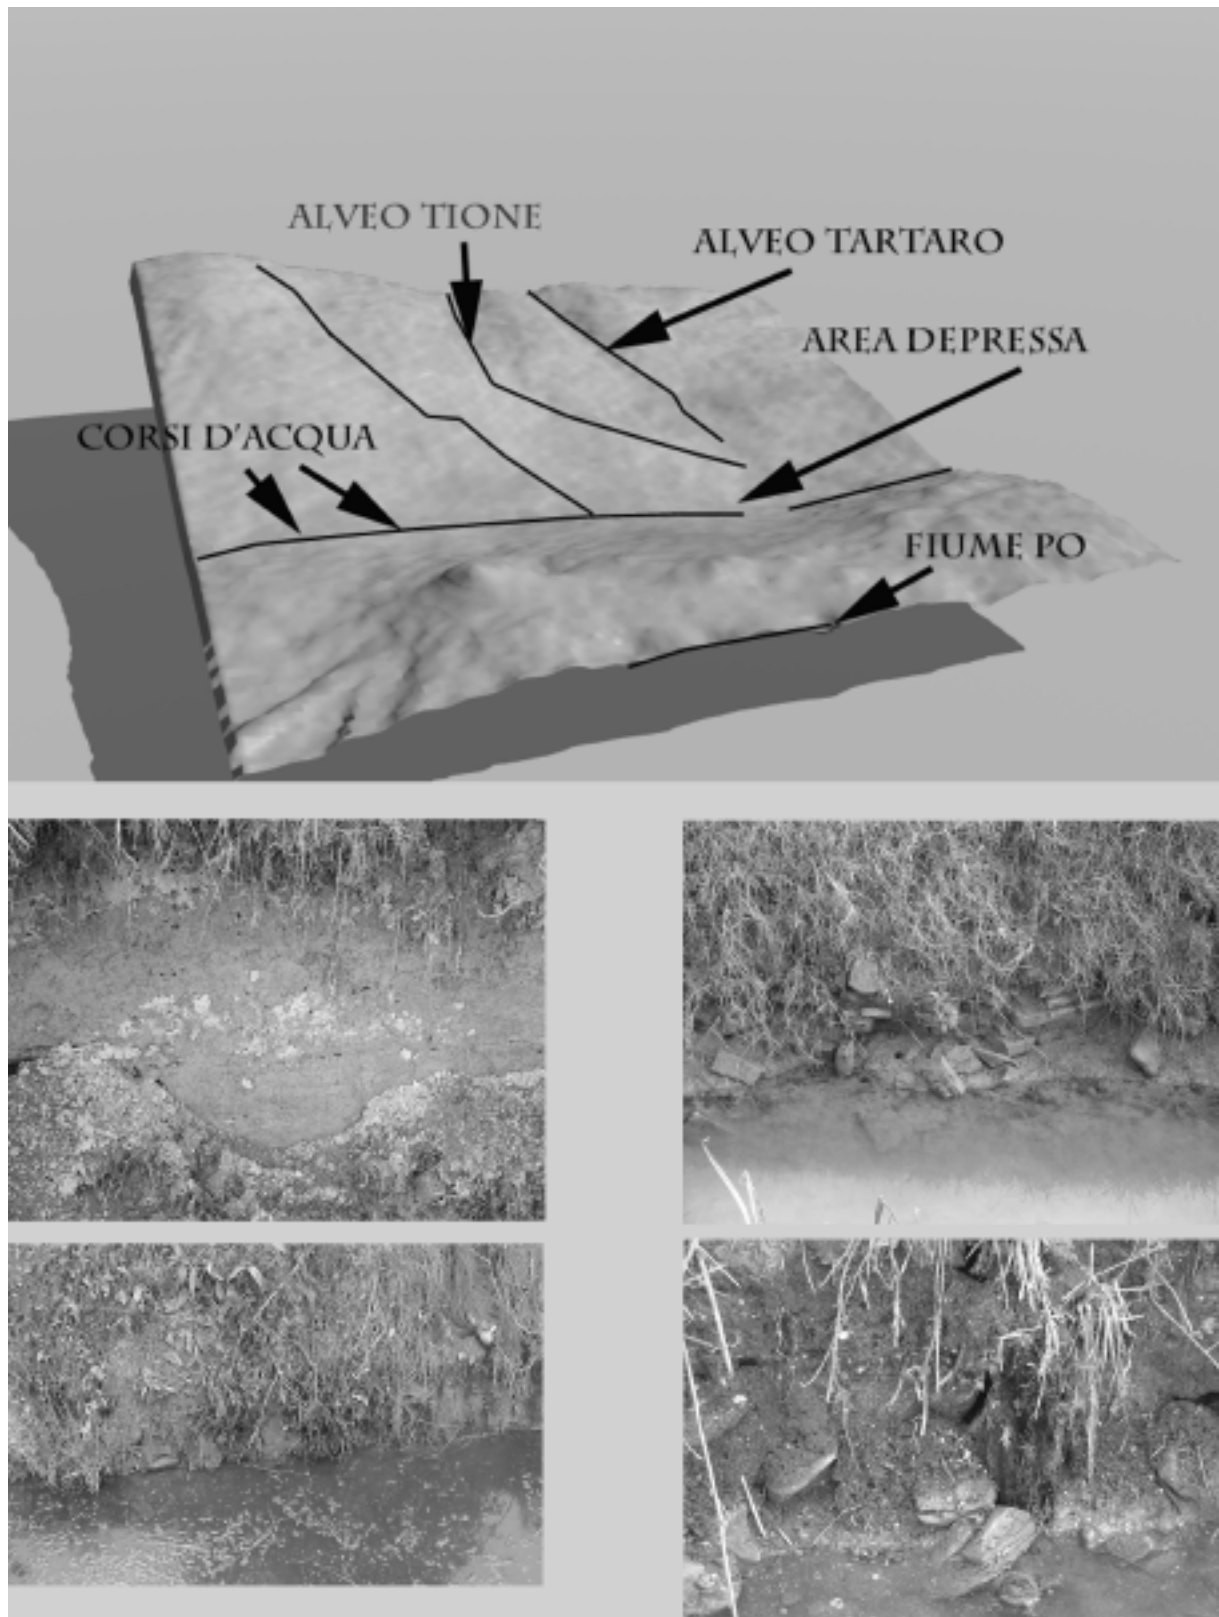 ALVEO TIONE
ALVEO TARTARO
AREA DEPRESSA
CORSI D'ACQUA
FIUME PO